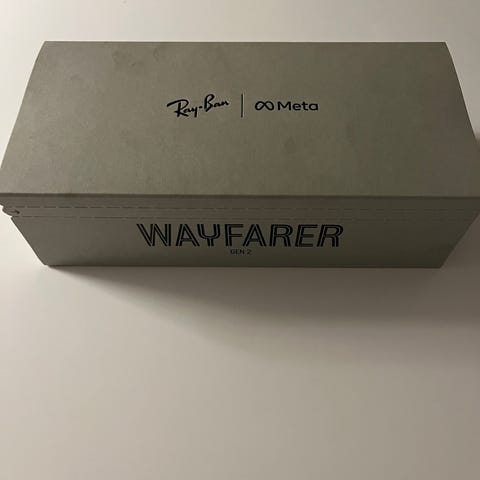 Ray-Ban | Meta
WAYFARER
GEN 2